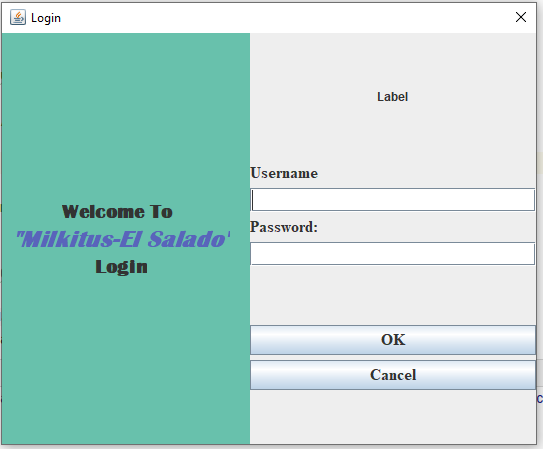 Login
Welcome To
"Milkitus-El Salado'
Login
Label
Username
Password:
OK
Cancel